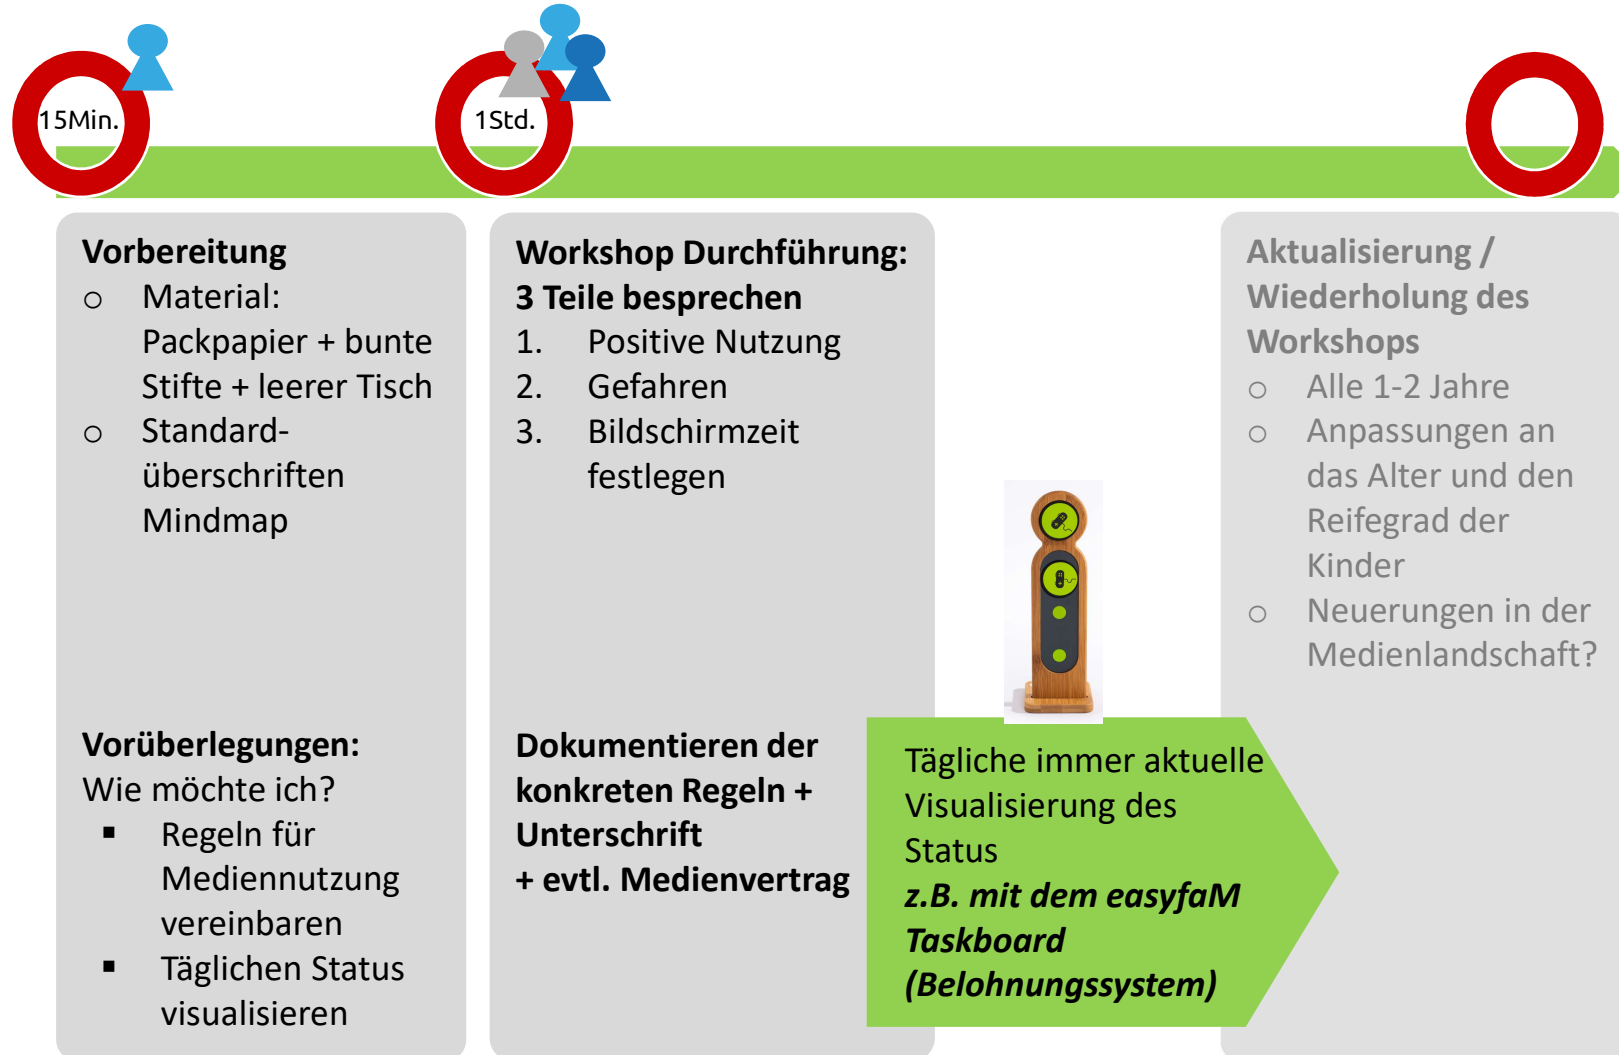 15Min.
1Std.
Vorbereitung
o Material:
Packpapier + bunte
Stifte + leerer Tisch
o Standard-
überschriften
Mindmap
Vorüberlegungen:
Wie möchte ich?
▪ Regeln für
Mediennutzung
vereinbaren
▪ Täglichen Status
visualisieren
Workshop Durchführung:
3 Teile besprechen
1. Positive Nutzung
2. Gefahren
3. Bildschirmzeit
festlegen
Dokumentieren der
konkreten Regeln +
Unterschrift
+ evtl. Medienvertrag
Tägliche immer aktuelle
Visualisierung des
Status
z.B. mit dem easyfaM
Taskboard
(Belohnungssystem)
Aktualisierung /
Wiederholung des
Workshops
o Alle 1-2 Jahre
o Anpassungen an
das Alter und den
Reifegrad der
Kinder
o Neuerungen in der
Medienlandschaft?